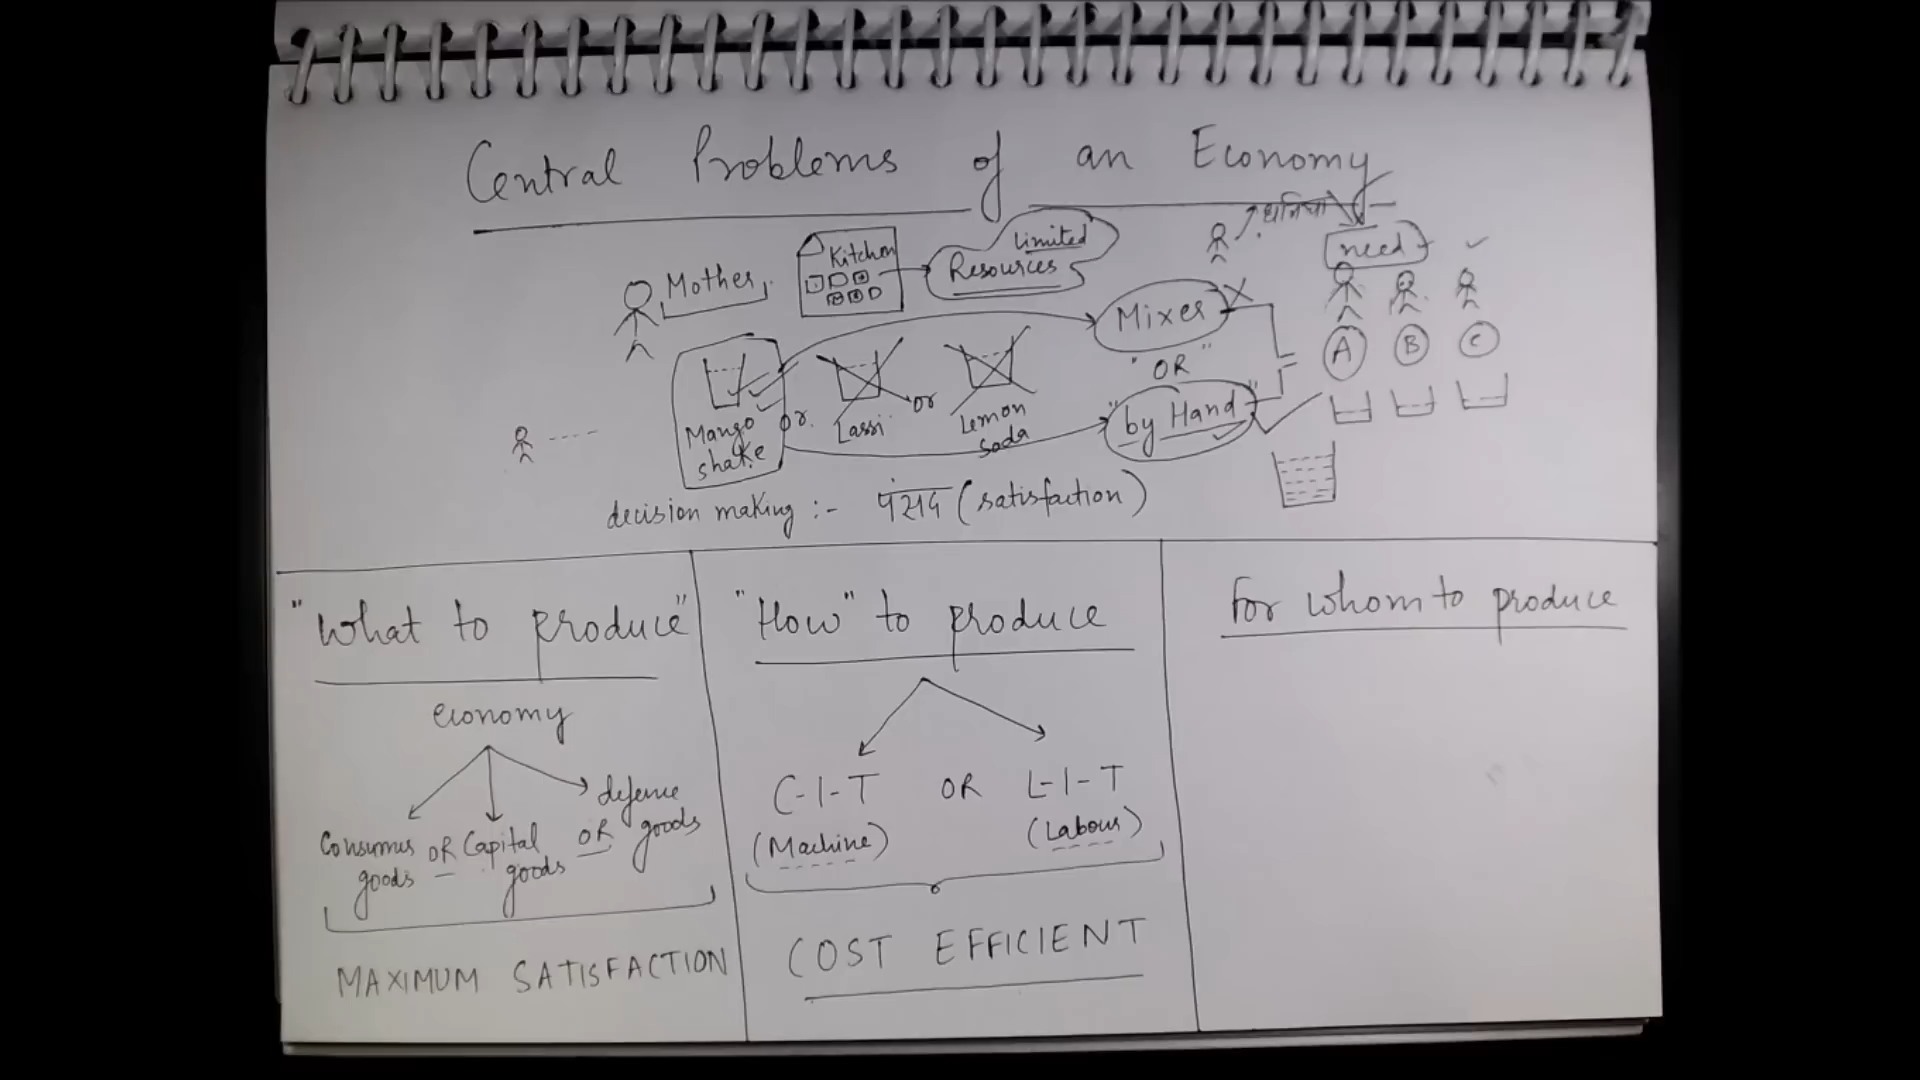 Central Problems of an Economy
need
Kitchen
Limited
Resources
Mother
Mixer
" OR "
A B C
"by Hand"
Mango
shake
or
Lassi
or
Lemon
soda
decision making :- पसंद (satisfaction)
"What to produce"
economy
Consumer
goods
OR
Capital
goods
OR
defence
goods
MAXIMUM SATISFACTION
"How" to produce
C-I-T OR L-I-T
(Machine) (Labour)
COST EFFICIENT
for whom to produce